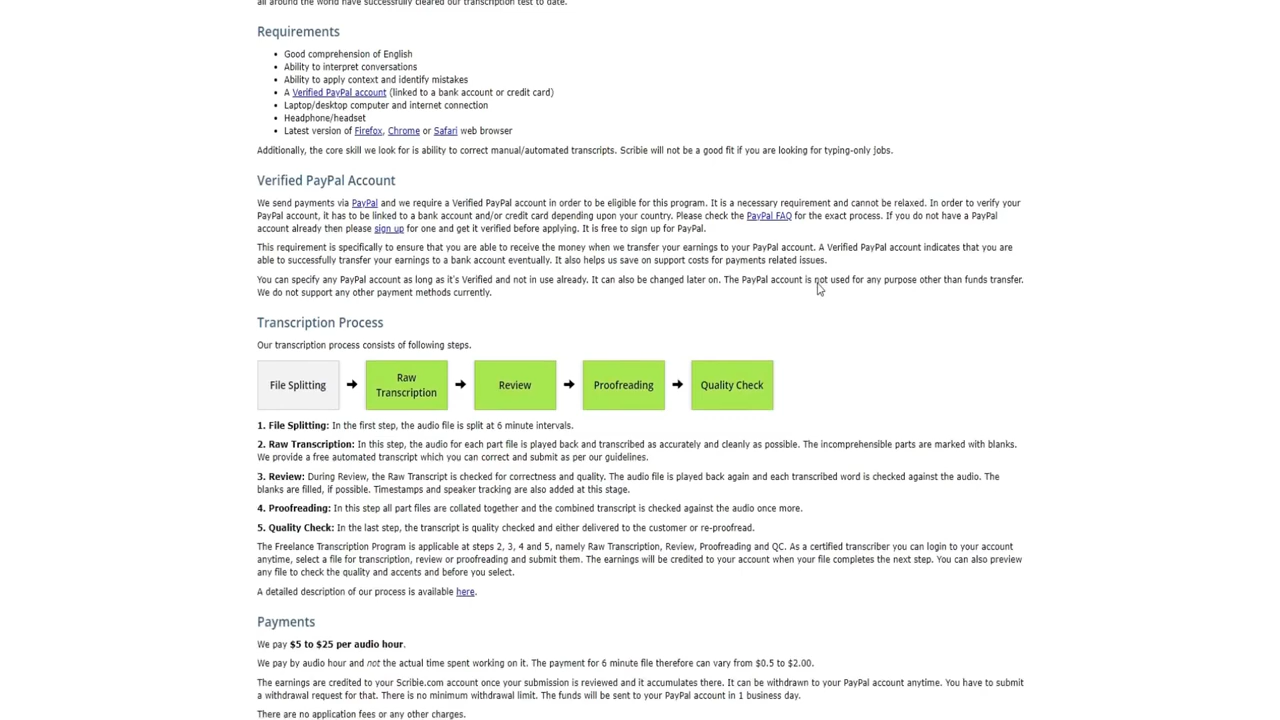 all around the world have successfully cleared our transcription test to date.
Requirements
• Good comprehension of English
• Ability to interpret conversations
• Ability to apply context and identify mistakes
• A Verified PayPal account (linked to a bank account or credit card)
• Laptop/desktop computer and internet connection
• Headphone/headset
• Latest version of Firefox, Chrome or Safari web browser
Additionally, the core skill we look for is ability to correct manual/automated transcripts. Scribie will not be a good fit if you are looking for typing-only jobs.
Verified PayPal Account
We send payments via PayPal and we require a Verified PayPal account in order to be eligible for this program. It is a necessary requirement and cannot be relaxed. In order to verify your
PayPal account, it has to be linked to a bank account and/or credit card depending upon your country. Please check the PayPal FAQ for the exact process. If you do not have a PayPal
account already then please sign up for one and get it verified before applying. It is free to sign up for PayPal.
This requirement is specifically to ensure that you are able to receive the money when we transfer your earnings to your PayPal account. A Verified PayPal account indicates that you are
able to successfully transfer your earnings to a bank account eventually. It also helps us save on support costs for payments related issues.
You can specify any PayPal account as long as it's Verified and not in use already. It can also be changed later on. The PayPal account is not used for any purpose other than funds transfer.
We do not support any other payment methods currently.
Transcription Process
Our transcription process consists of following steps.
File Splitting
Raw
Transcription
Review
Proofreading
Quality Check
1. File Splitting: In the first step, the audio file is split at 6 minute intervals.
2. Raw Transcription: In this step, the audio for each part file is played back and transcribed as accurately and cleanly as possible. The incomprehensible parts are marked with blanks.
We provide a free automated transcript which you can correct and submit as per our guidelines.
3. Review: During Review, the Raw Transcript is checked for correctness and quality. The audio file is played back again and each transcribed word is checked against the audio. The
blanks are filled, if possible. Timestamps and speaker tracking are also added at this stage.
4. Proofreading: In this step all part files are collated together and the combined transcript is checked against the audio once more.
5. Quality Check: In the last step, the transcript is quality checked and either delivered to the customer or re-proofread.
The Freelance Transcription Program is applicable at steps 2, 3, 4 and 5, namely Raw Transcription, Review, Proofreading and QC. As a certified transcriber you can login to your account
anytime, select a file for transcription, review or proofreading and submit them. The earnings will be credited to your account when your file completes the next step. You can also preview
any file to check the quality and accents and before you select.
A detailed description of our process is available here.
Payments
We pay $5 to $25 per audio hour.
We pay by audio hour and not the actual time spent working on it. The payment for 6 minute file therefore can vary from $0.5 to $2.00.
The earnings are credited to your Scribie.com account once your submission is reviewed and it accumulates there. It can be withdrawn to your PayPal account anytime. You have to submit
a withdrawal request for that. There is no minimum withdrawal limit. The funds will be sent to your PayPal account in 1 business day.
There are no application fees or any other charges.